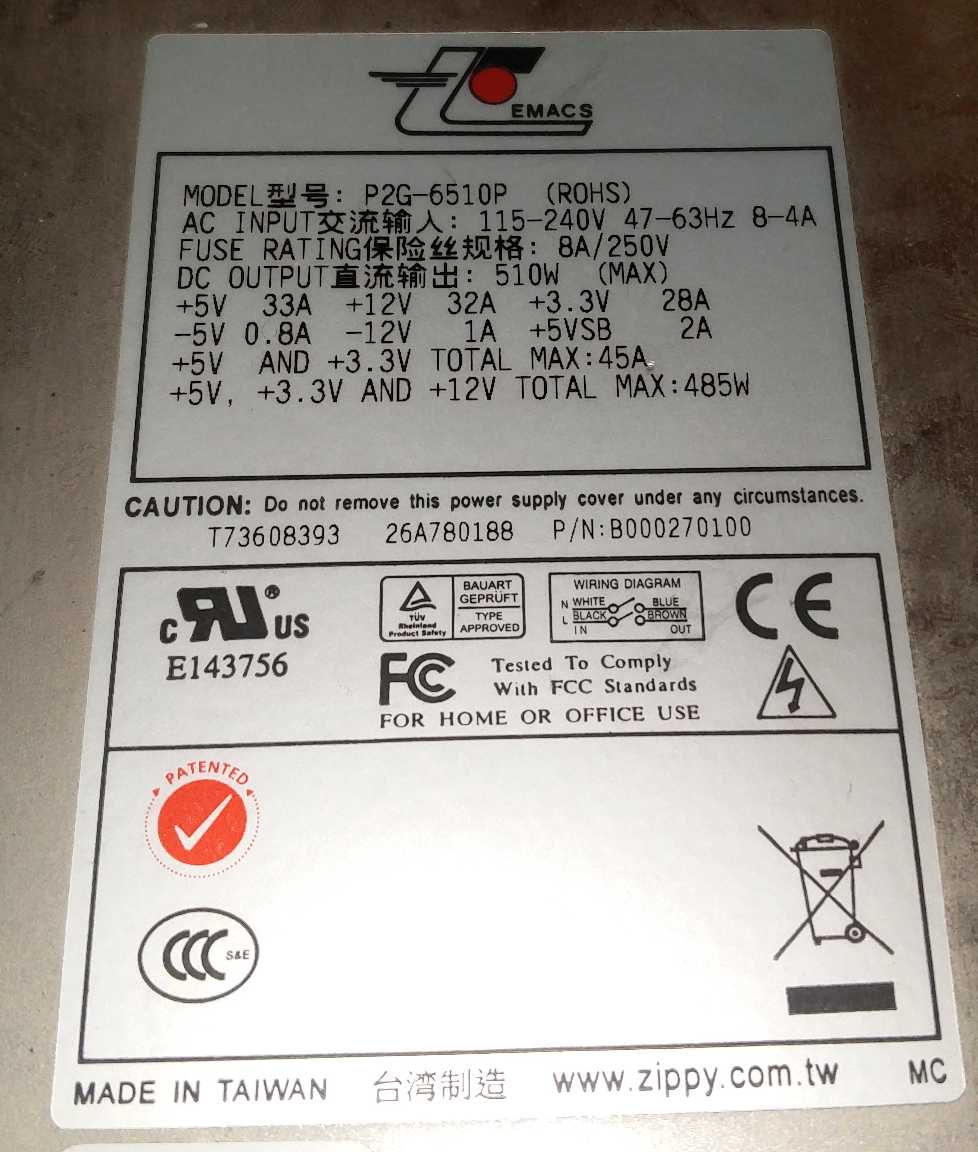 EMACS
MODEL型号: P2G-6510P (ROHS)
AC INPUT交流输入: 115-240V 47-63Hz 8-4A
FUSE RATING保险丝规格: 8A/250V
DC OUTPUT直流输出: 510W (MAX)
+5V 33A +12V 32A +3.3V 28A
-5V 0.8A -12V 1A +5VSB 2A
+5V AND +3.3V TOTAL MAX:45A
+5V, +3.3V AND +12V TOTAL MAX:485W
CAUTION: Do not remove this power supply cover under any circumstances.
T73608393 26A780188 P/N:B000270100
c RU ® US
E143756
TÜV
Rheinland
Product Safety
BAUART
GEPRÜFT
TYPE
APPROVED
WIRING DIAGRAM
N WHITE BLUE
L BLACK BROWN
IN OUT
CE
FC Tested To Comply
With FCC Standards
FOR HOME OR OFFICE USE
PATENTED
CCC S&E
MADE IN TAIWAN 台湾制造 www.zippy.com.tw MC